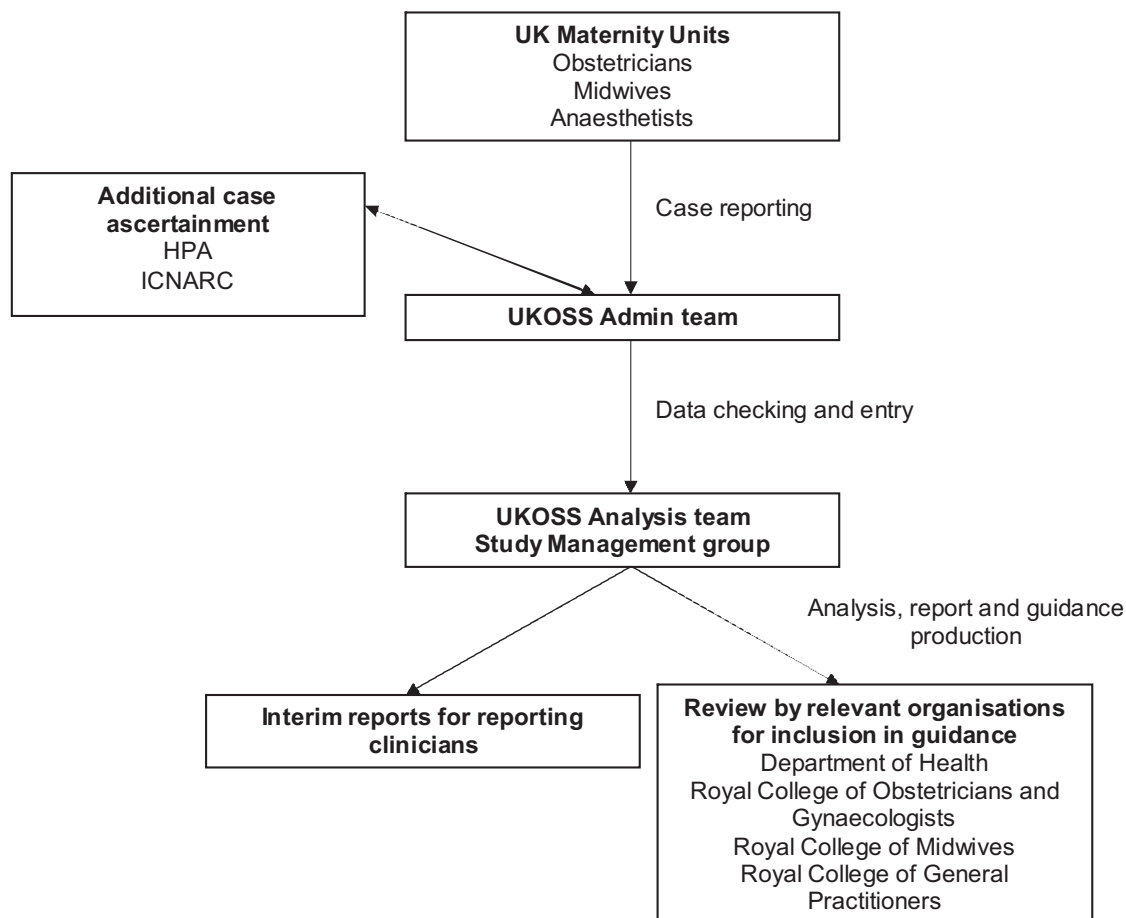 UK Maternity Units
Obstetricians
Midwives
Anaesthetists
Additional case
ascertainment
HPA
ICNARC
Case reporting
UKOSS Admin team
Data checking and entry
UKOSS Analysis team
Study Management group
Analysis, report and guidance
production
Interim reports for reporting
clinicians
Review by relevant organisations
for inclusion in guidance
Department of Health
Royal College of Obstetricians and
Gynaecologists
Royal College of Midwives
Royal College of General
Practitioners